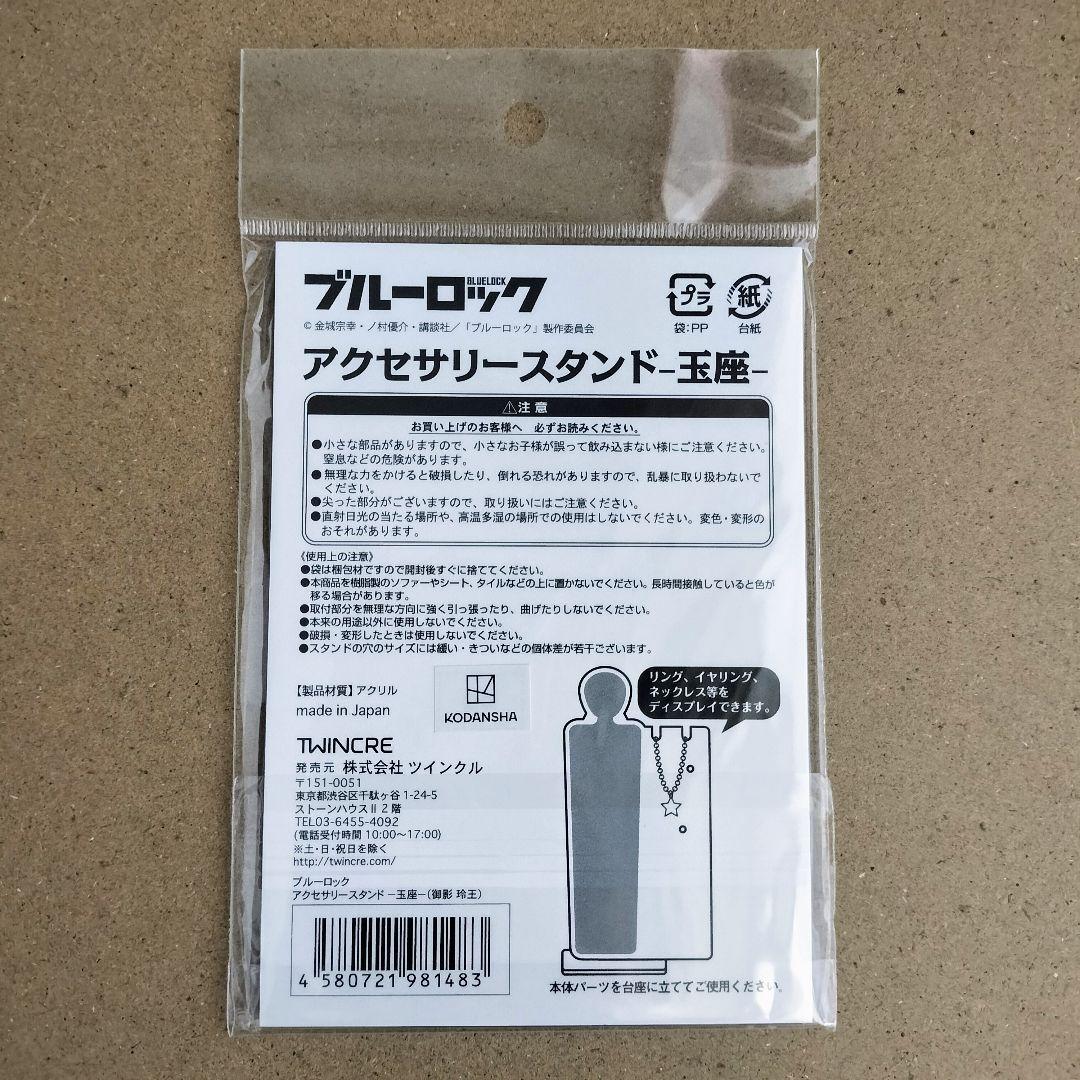 ブルーロック
BLUELOCK
プラ
紙
袋:PP
台紙
© 金城宗幸・ノ村優介・講談社/「ブルーロック」製作委員会
アクセサリースタンド-玉座-
⚠注意
お買い上げのお客様へ 必ずお読みください。
●小さな部品がありますので、小さなお子様が誤って飲み込まない様にご注意ください。
窒息などの危険があります。
●無理な力をかけると破損したり、倒れる恐れがありますので、乱暴に取り扱わないで
ください。
●尖った部分がございますので、取り扱いにはご注意ください。
●直射日光の当たる場所や、高温多湿の場所での使用はしないでください。変色・変形の
おそれがあります。
《使用上の注意》
●袋は梱包材ですので開封後すぐに捨ててください。
●本商品を樹脂製のソファーやシート、タイルなどの上に置かないでください。長時間接触していると色が
移る場合があります。
●取付部分を無理な方向に強く引っ張ったり、曲げたりしないでください。
●本来の用途以外に使用しないでください。
●破損・変形したときは使用しないでください。
●スタンドの穴のサイズには緩い・きついなどの個体差が若干ございます。
【製品材質】アクリル
made in Japan
KODANSHA
リング、イヤリング、
ネックレス等を
ディスプレイできます。
TWINCRE
発売元 株式会社 ツインクル
〒151-0051
東京都渋谷区千駄ヶ谷 1-24-5
ストーンハウスⅡ 2階
TEL03-6455-4092
(電話受付時間 10:00〜17:00)
※土・日・祝日を除く
http://twincre.com/
ブルーロック
アクセサリースタンド -玉座-(御影 玲王)
4 580721 981483
本体パーツを台座に立ててご使用ください。